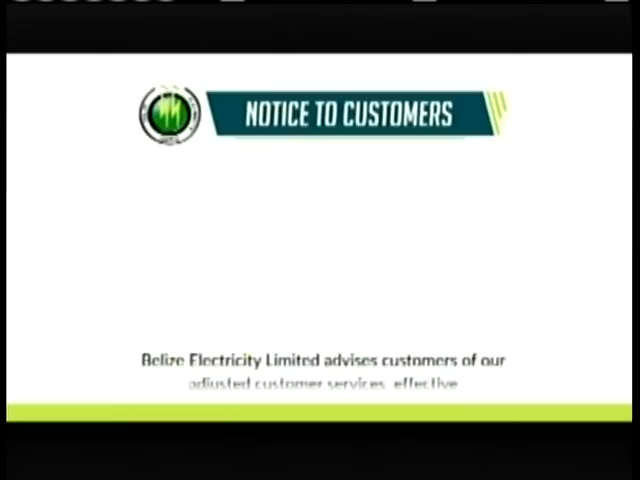 NOTICE TO CUSTOMERS
Belize Electricity Limited advises customers of our
adjusted customer services, effective